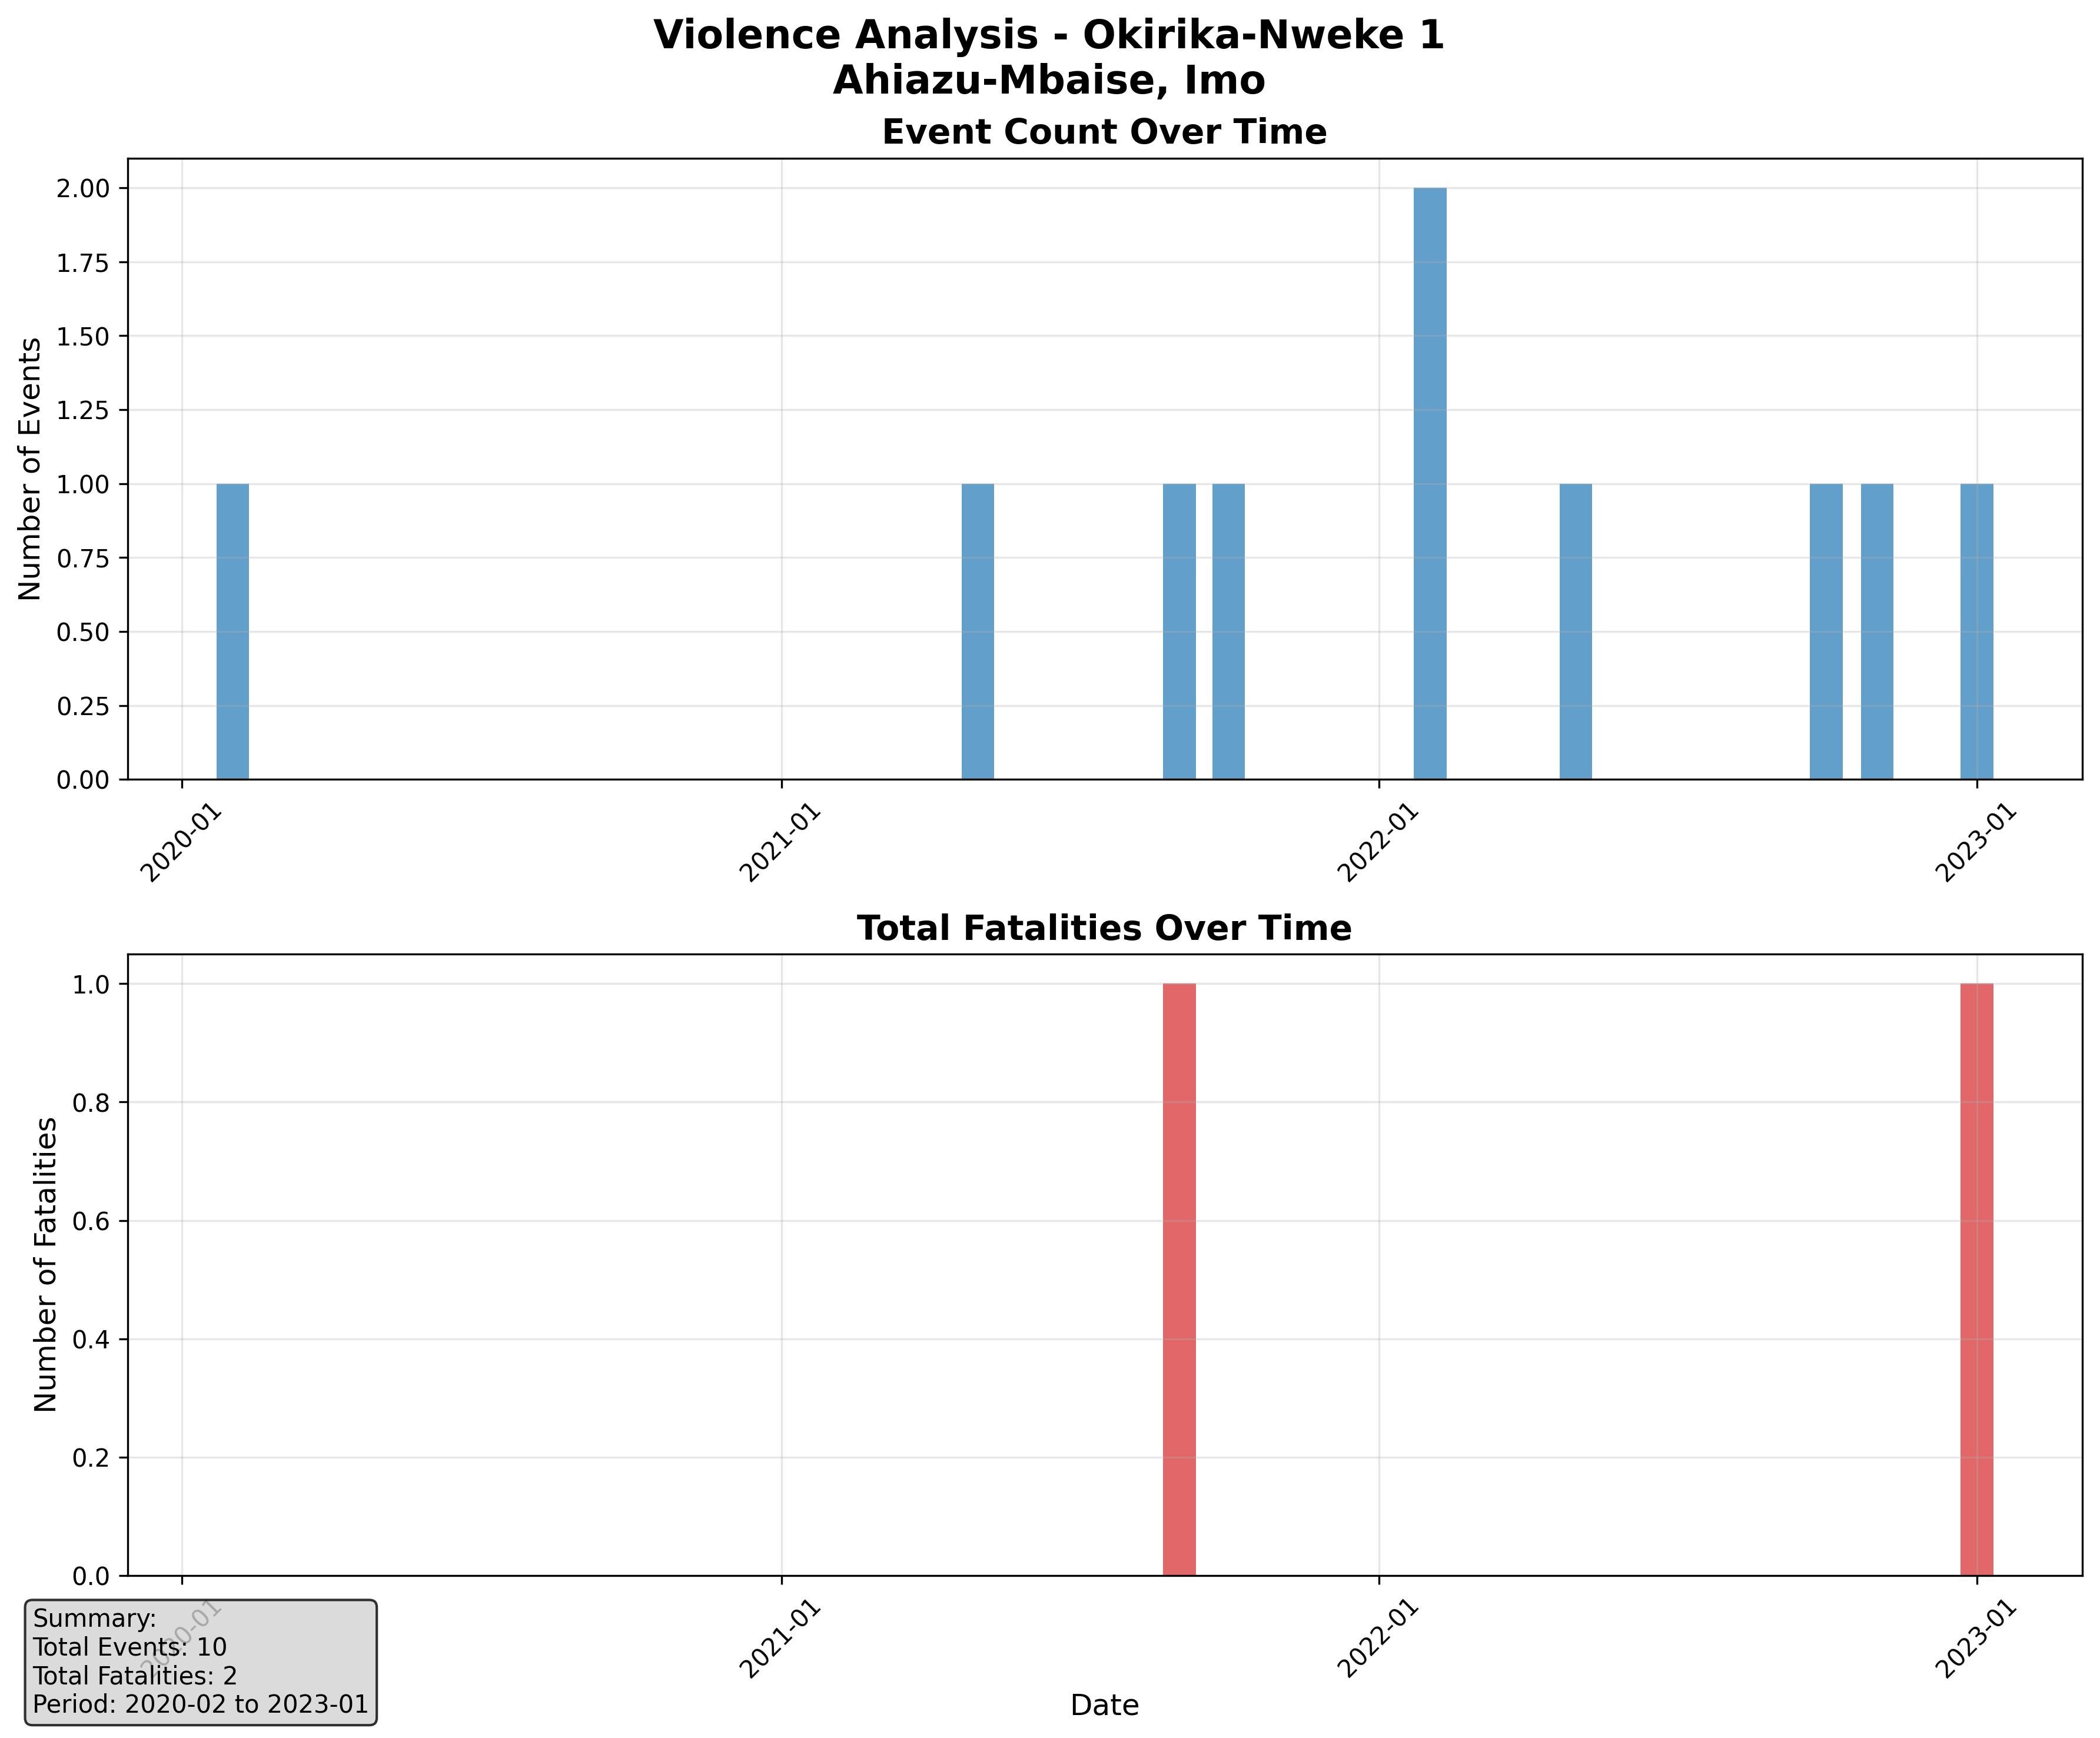 Violence Analysis - Okirika-Nweke 1
Ahiazu-Mbaise, Imo
Event Count Over Time
Number of Events
2.00
1.75
1.50
1.25
1.00
0.75
0.50
0.25
0.00
2020-01
2021-01
2022-01
2023-01
Total Fatalities Over Time
Number of Fatalities
1.0
0.8
0.6
0.4
0.2
0.0
2020-01
2021-01
2022-01
2023-01
Date
Summary:
Total Events: 10
Total Fatalities: 2
Period: 2020-02 to 2023-01